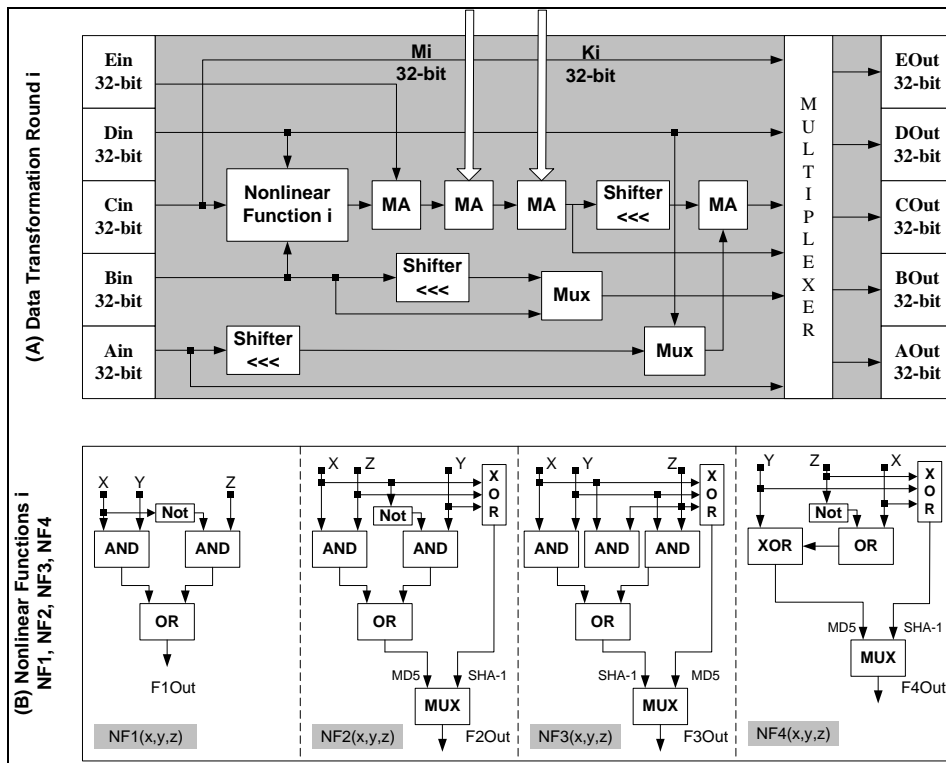 (A) Data Transformation Round i
Ein
32-bit
Din
32-bit
Cin
32-bit
Bin
32-bit
Ain
32-bit
Mi
32-bit
Ki
32-bit
Nonlinear
Function i
MA
MA
MA
Shifter
<<<
MA
Shifter
<<<
Mux
Shifter
<<<
Mux
MULTIPLEXER
EOut
32-bit
DOut
32-bit
COut
32-bit
BOut
32-bit
AOut
32-bit
(B) Nonlinear Functions i
NF1, NF2, NF3, NF4
X Y Z
Not
AND AND
OR
F1Out
NF1(x,y,z)
X Z Y
XOR
Not
AND AND
OR
MD5 SHA-1
MUX
F2Out
NF2(x,y,z)
X Y Z
XOR
AND AND AND
OR
SHA-1 MD5
MUX
F3Out
NF3(x,y,z)
Y Z X
XOR
Not
XOR OR
MD5 SHA-1
MUX
F4Out
NF4(x,y,z)